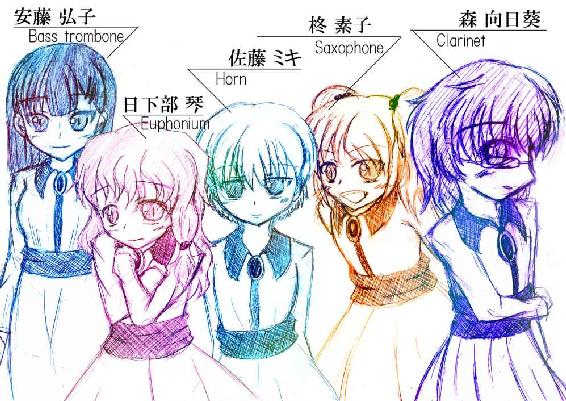 安藤 弘子
Bass trombone
日下部 琴
Euphonium
佐藤 ミキ
Horn
柊 素子
Saxophone
森 向日葵
Clarinet